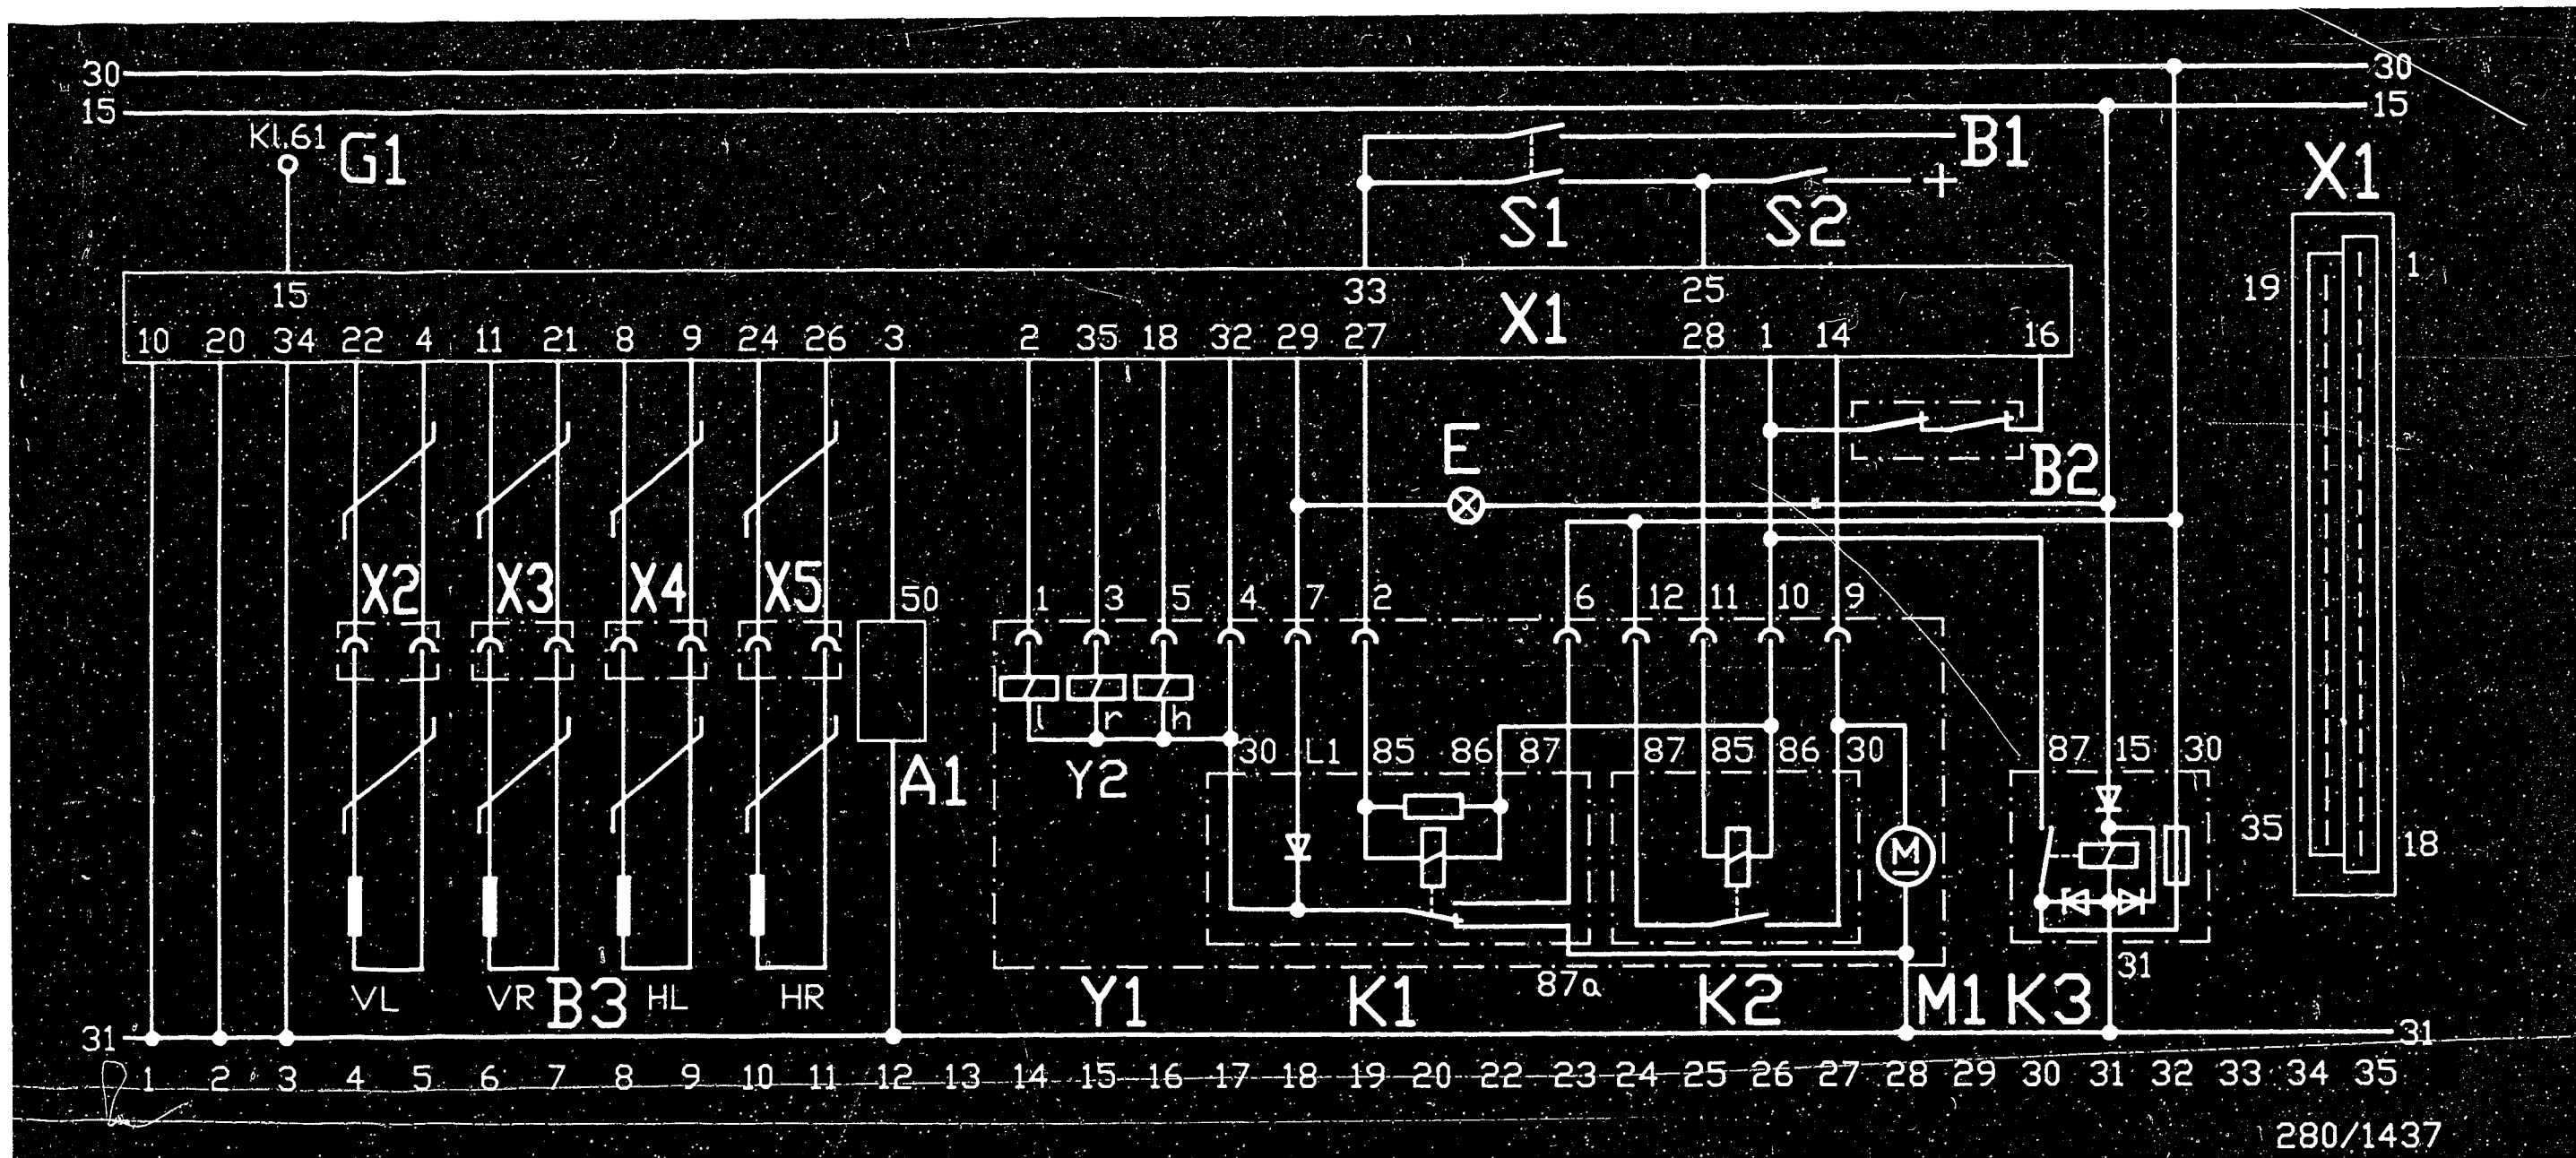 30 30
15 15
Kl.61 G1 B1
S1 S2 + X1
15 33 25 19 1
10 20 34 22 4 11 21 8 9 24 26 3 2 35 18 32 29 27 X1 28 1 14 16
E B2
X2 X3 X4 X5 50 1 3 5 4 7 2 6 12 11 10 9
l r h
A1 Y2 30 L1 85 86 87 87 85 86 30 87 15 30
M 35 18
VL VR B3 HL HR Y1 K1 87a K2 M1 K3 31
31 31
1 2 3 4 5 6 7 8 9 10 11 12 13 14 15 16 17 18 19 20 22 23 24 25 26 27 28 29 30 31 32 33 34 35
280/1437